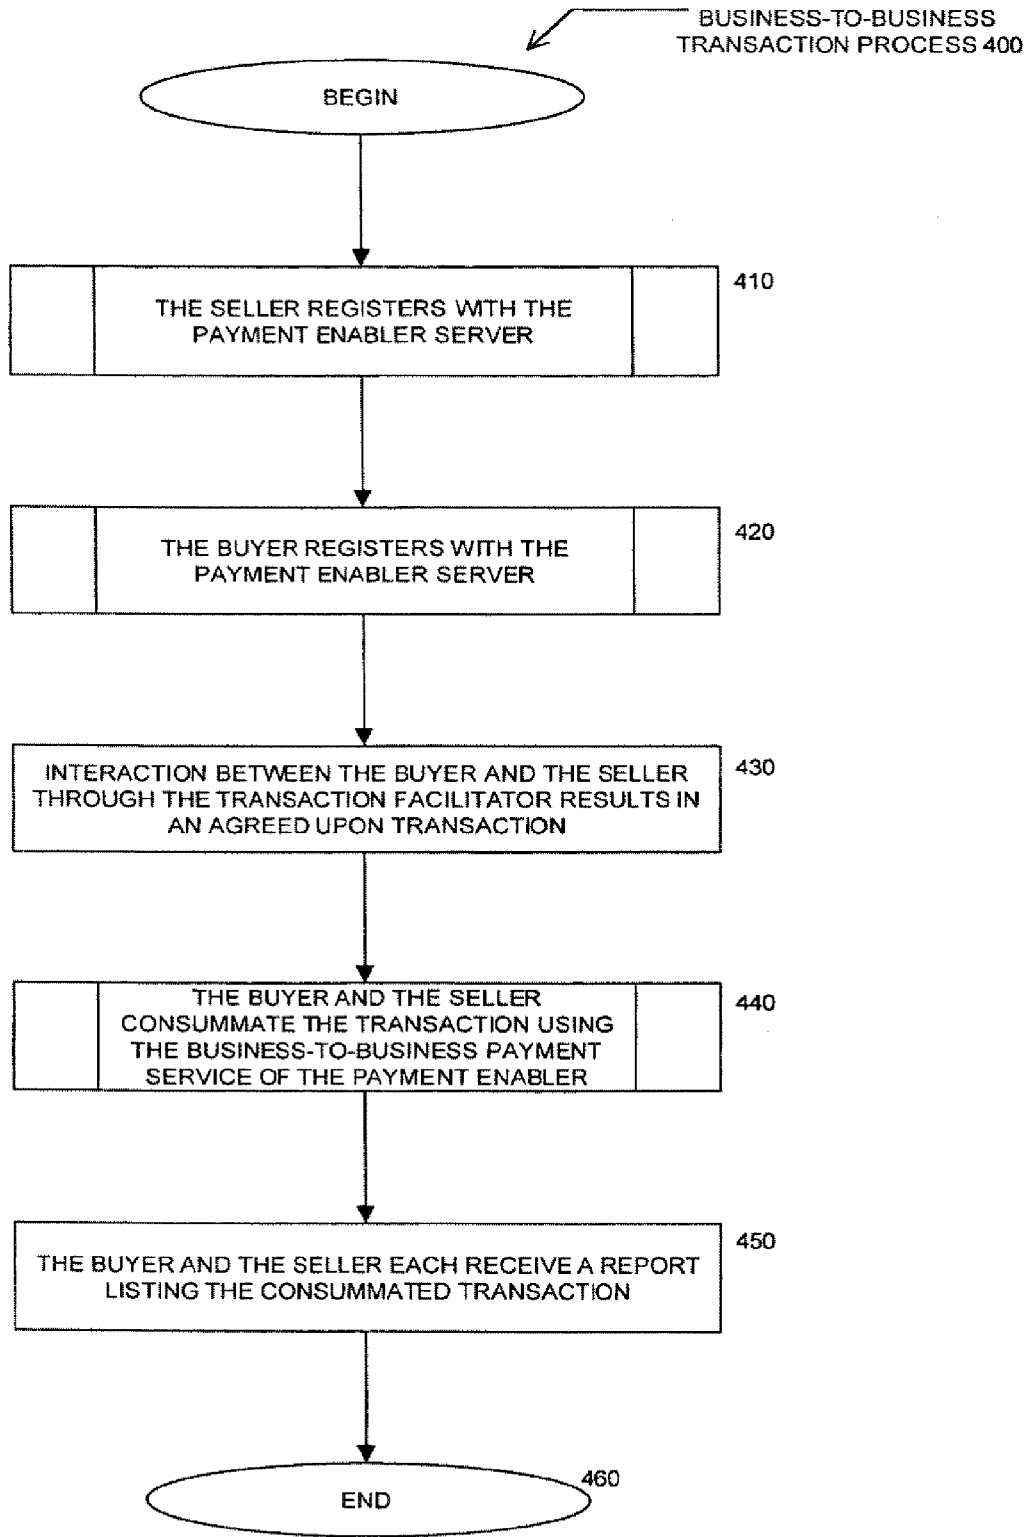 BUSINESS-TO-BUSINESS
TRANSACTION PROCESS 400
BEGIN
410
THE SELLER REGISTERS WITH THE
PAYMENT ENABLER SERVER
420
THE BUYER REGISTERS WITH THE
PAYMENT ENABLER SERVER
430
INTERACTION BETWEEN THE BUYER AND THE SELLER
THROUGH THE TRANSACTION FACILITATOR RESULTS IN
AN AGREED UPON TRANSACTION
440
THE BUYER AND THE SELLER
CONSUMMATE THE TRANSACTION USING
THE BUSINESS-TO-BUSINESS PAYMENT
SERVICE OF THE PAYMENT ENABLER
450
THE BUYER AND THE SELLER EACH RECEIVE A REPORT
LISTING THE CONSUMMATED TRANSACTION
460
END